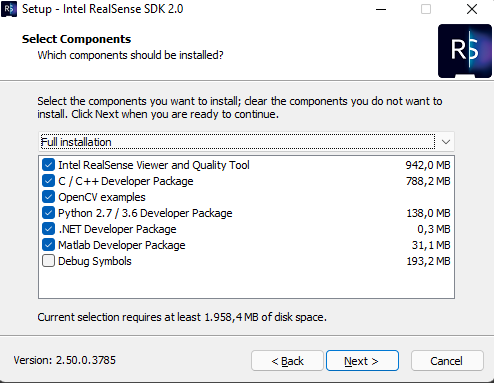 Setup - Intel RealSense SDK 2.0
Select Components
Which components should be installed?
RS
Select the components you want to install; clear the components you do not want to
install. Click Next when you are ready to continue.
Full installation
Intel RealSense Viewer and Quality Tool 942,0 MB
C / C++ Developer Package 788,2 MB
OpenCV examples
Python 2.7 / 3.6 Developer Package 138,0 MB
.NET Developer Package 0,3 MB
Matlab Developer Package 31,1 MB
Debug Symbols 193,2 MB
Current selection requires at least 1.958,4 MB of disk space.
Version: 2.50.0.3785
< Back
Next >
Cancel